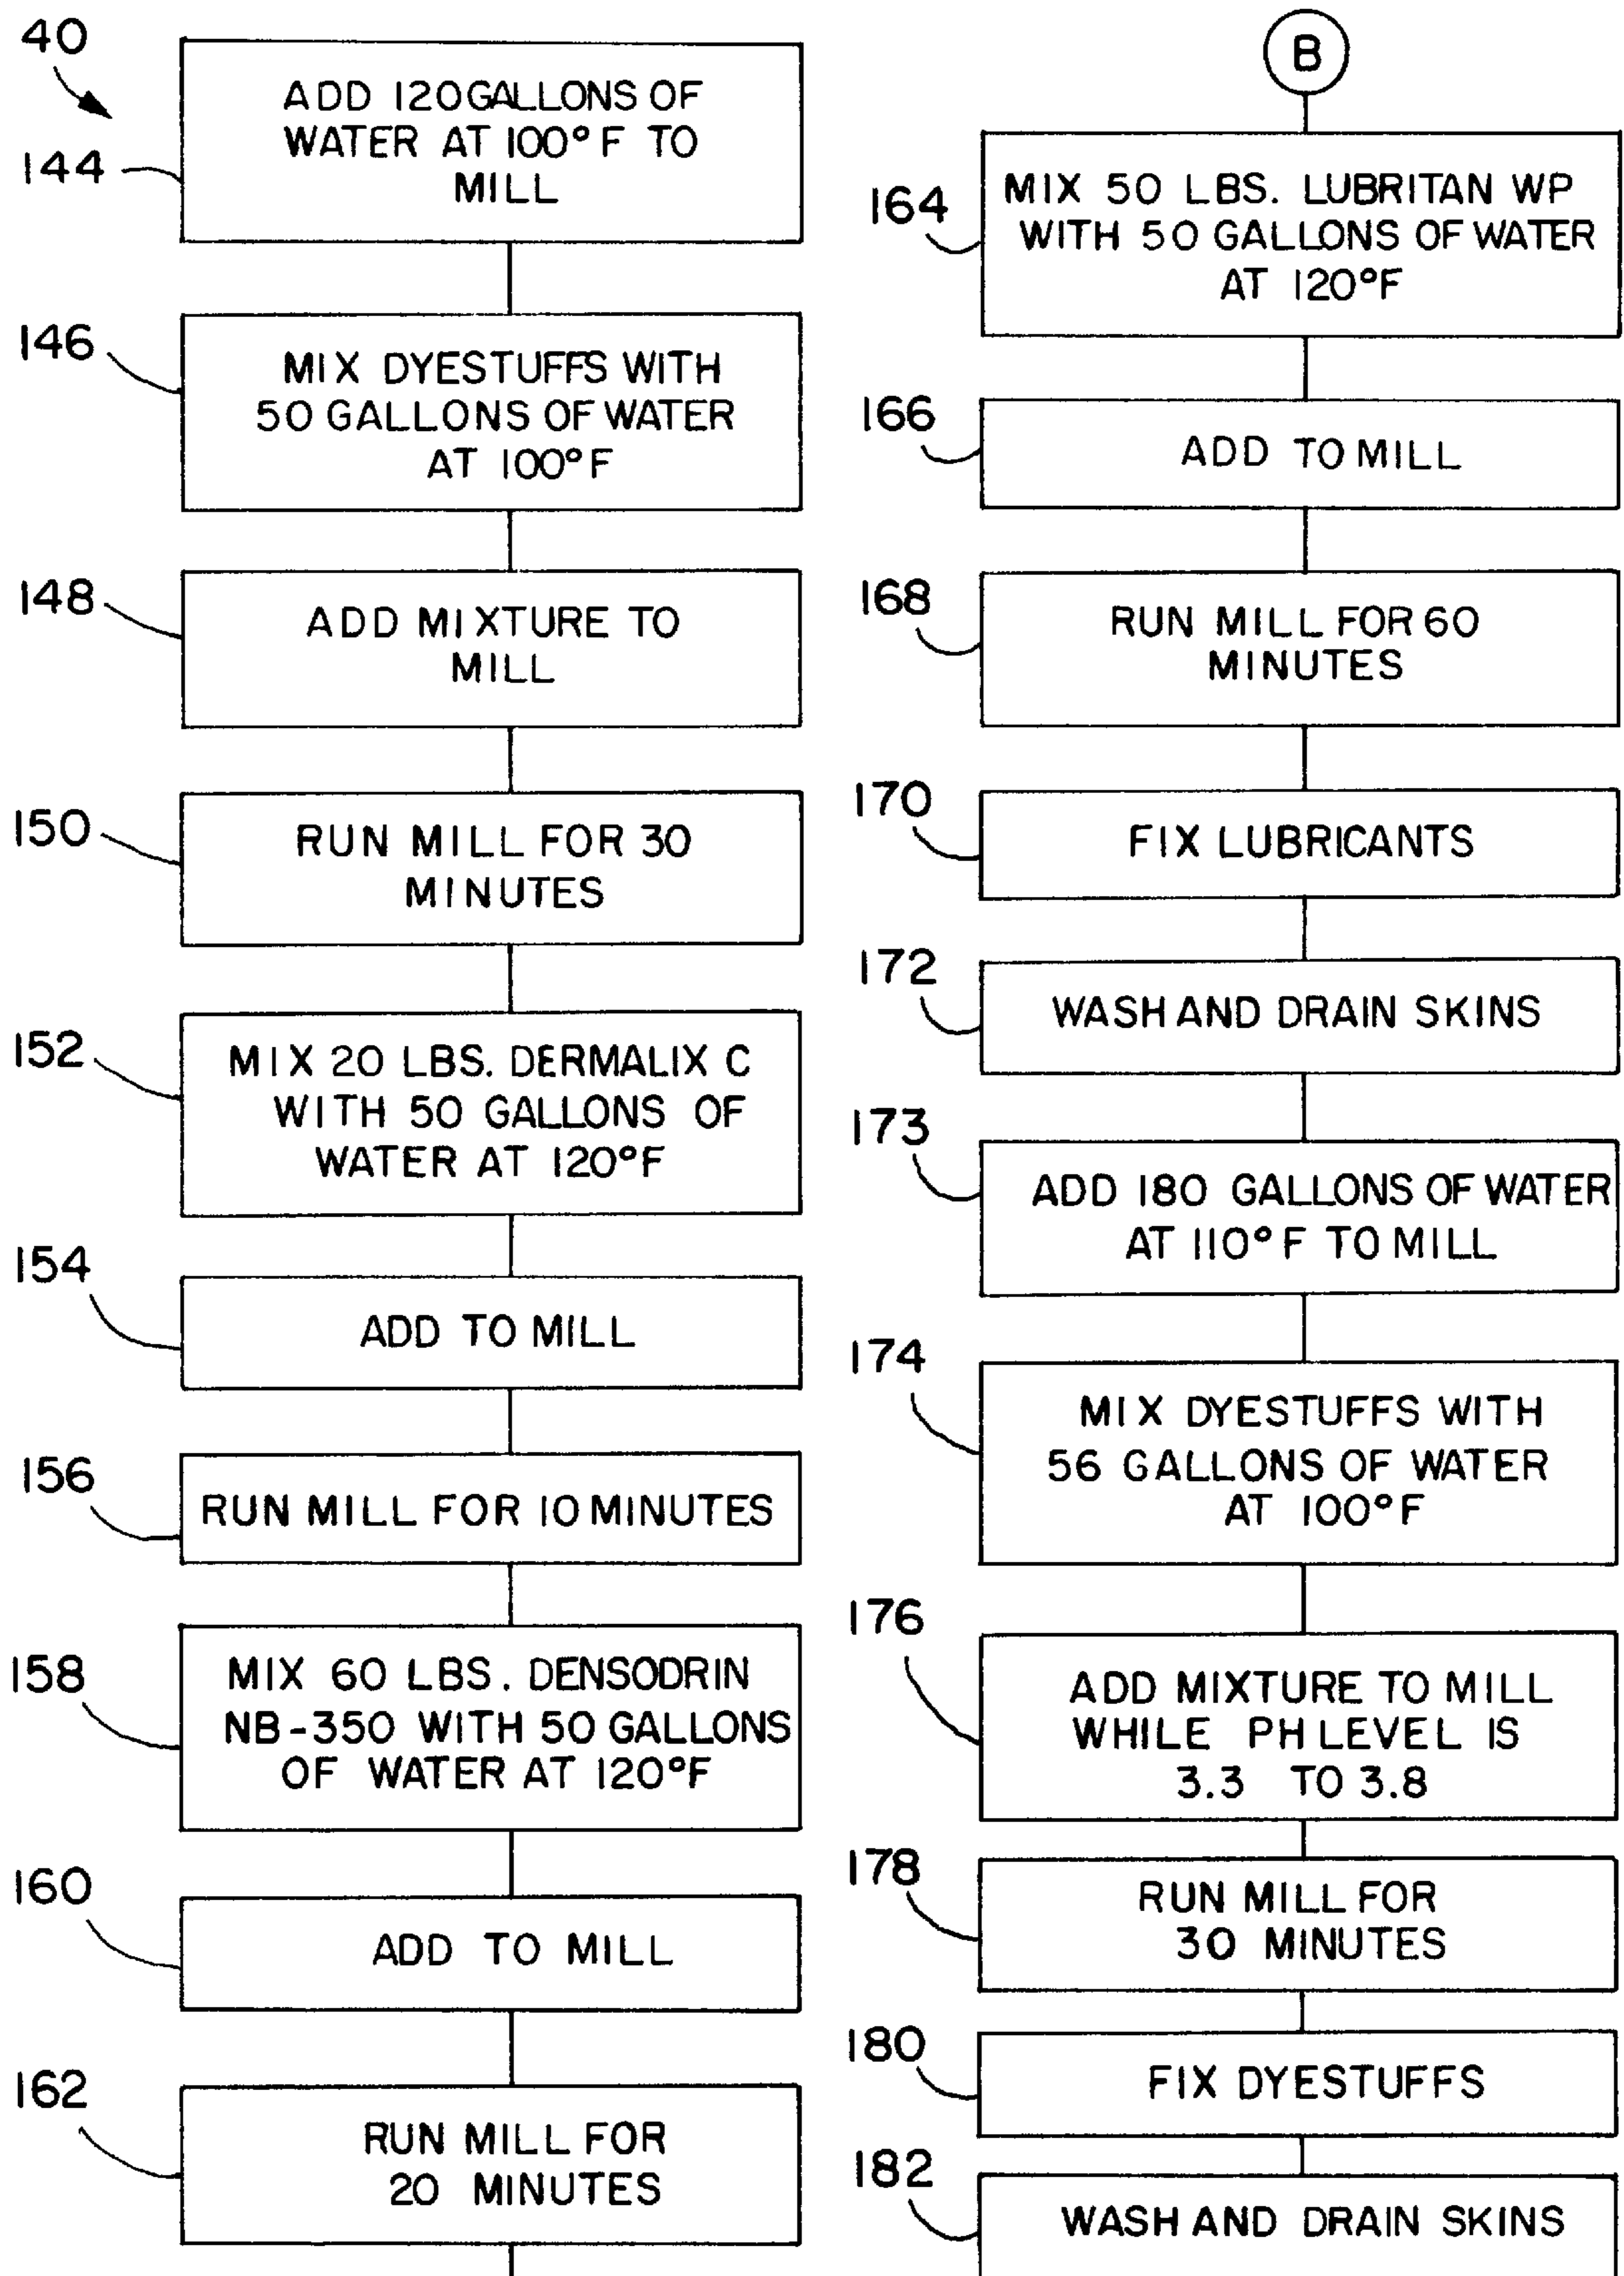 40
144
ADD 120 GALLONS OF
WATER AT 100°F TO
MILL
146
MIX DYESTUFFS WITH
50 GALLONS OF WATER
AT 100°F
148
ADD MIXTURE TO
MILL
150
RUN MILL FOR 30
MINUTES
152
MIX 20 LBS. DERMALIX C
WITH 50 GALLONS OF
WATER AT 120°F
154
ADD TO MILL
156
RUN MILL FOR 10 MINUTES
158
MIX 60 LBS. DENSODRIN
NB-350 WITH 50 GALLONS
OF WATER AT 120°F
160
ADD TO MILL
162
RUN MILL FOR
20 MINUTES
B
164
MIX 50 LBS. LUBRITAN WP
WITH 50 GALLONS OF WATER
AT 120°F
166
ADD TO MILL
168
RUN MILL FOR 60
MINUTES
170
FIX LUBRICANTS
172
WASH AND DRAIN SKINS
173
ADD 180 GALLONS OF WATER
AT 110°F TO MILL
174
MIX DYESTUFFS WITH
56 GALLONS OF WATER
AT 100°F
176
ADD MIXTURE TO MILL
WHILE PH LEVEL IS
3.3 TO 3.8
178
RUN MILL FOR
30 MINUTES
180
FIX DYESTUFFS
182
WASH AND DRAIN SKINS